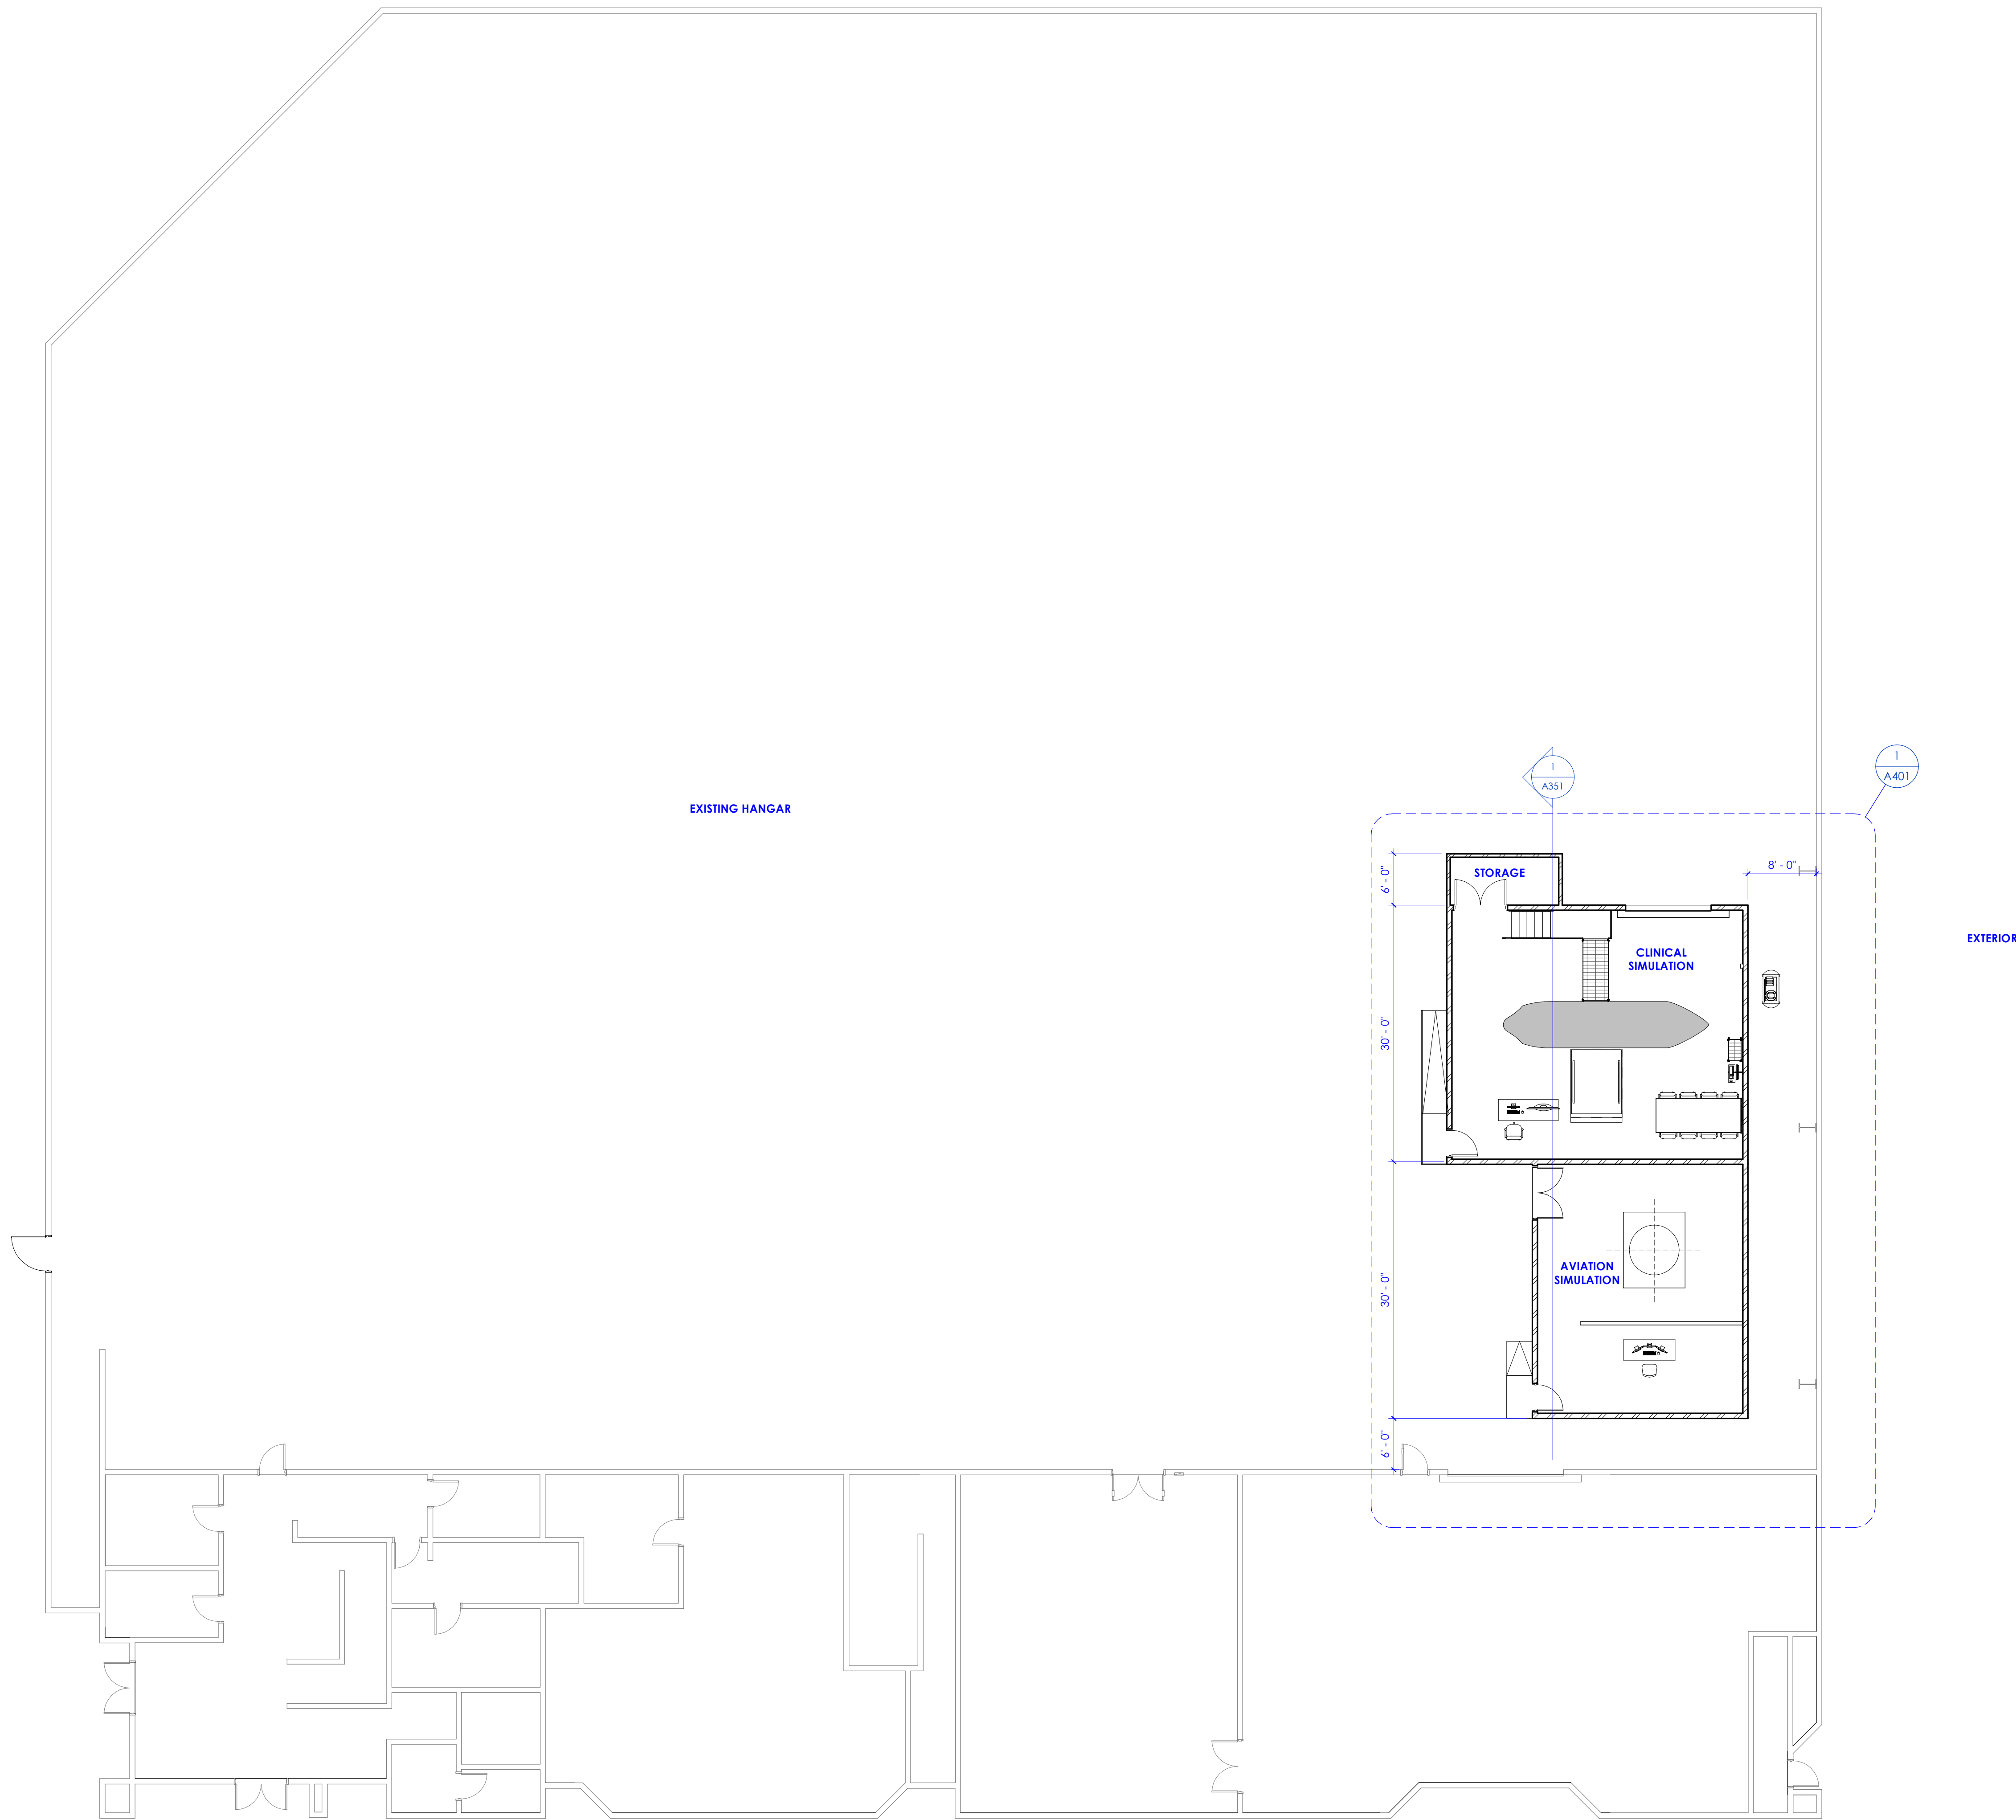 1
A351
1
A401
EXISTING HANGAR
8' - 0"
6' - 0"
STORAGE
EXTERIOR
CLINICAL
SIMULATION
30' - 0"
30' - 0"
AVIATION
SIMULATION
6' - 0"